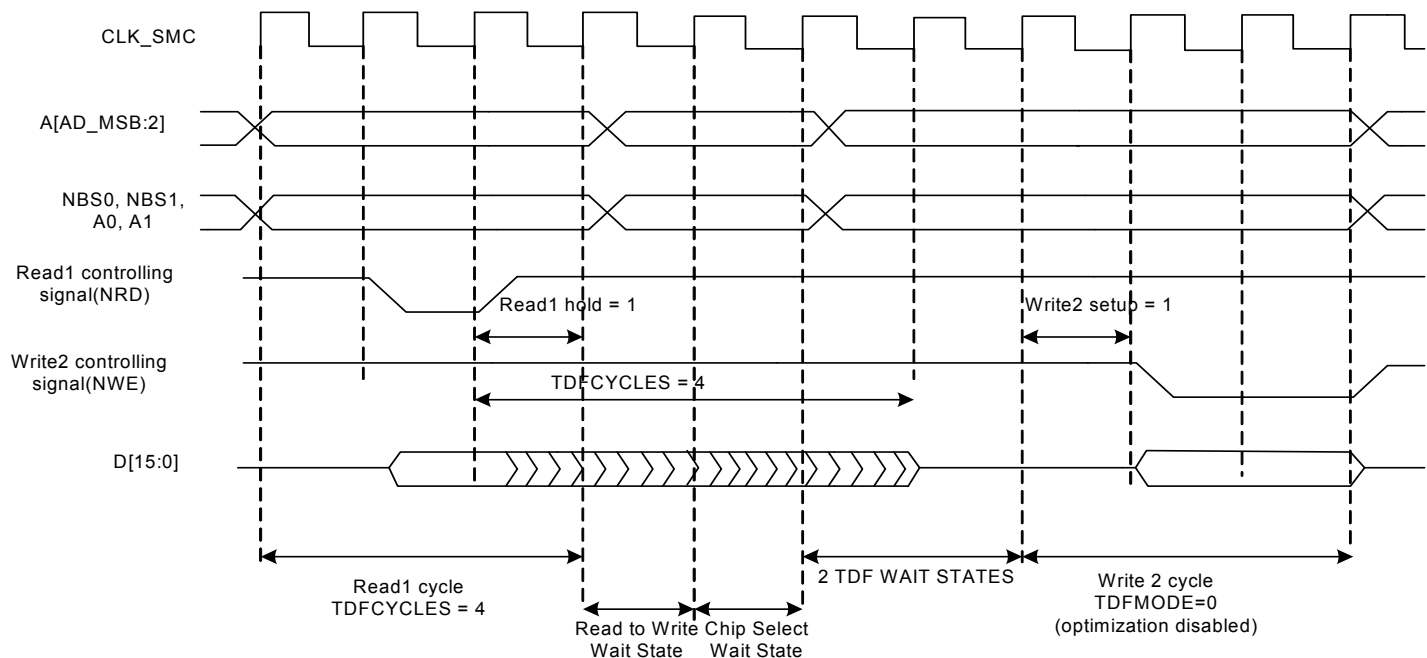 CLK_SMC
A[AD_MSB:2]
NBS0, NBS1,
A0, A1
Read1 controlling
signal(NRD)
Read1 hold = 1
Write2 setup = 1
Write2 controlling
signal(NWE)
TDFCYCLES = 4
D[15:0]
Read1 cycle
TDFCYCLES = 4
Read to Write
Wait State
Chip Select
Wait State
2 TDF WAIT STATES
Write 2 cycle
TDFMODE=0
(optimization disabled)